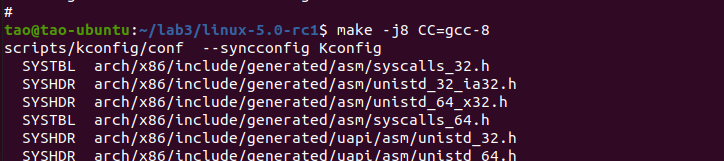 #
tao@tao-ubuntu:~/lab3/linux-5.0-rc1$ make -j8 CC=gcc-8
scripts/kconfig/conf  --syncconfig Kconfig
  SYSTBL  arch/x86/include/generated/asm/syscalls_32.h
  SYSHDR  arch/x86/include/generated/asm/unistd_32_ia32.h
  SYSHDR  arch/x86/include/generated/asm/unistd_64_x32.h
  SYSTBL  arch/x86/include/generated/asm/syscalls_64.h
  SYSHDR  arch/x86/include/generated/uapi/asm/unistd_32.h
  SYSHDR  arch/x86/include/generated/uapi/asm/unistd_64.h